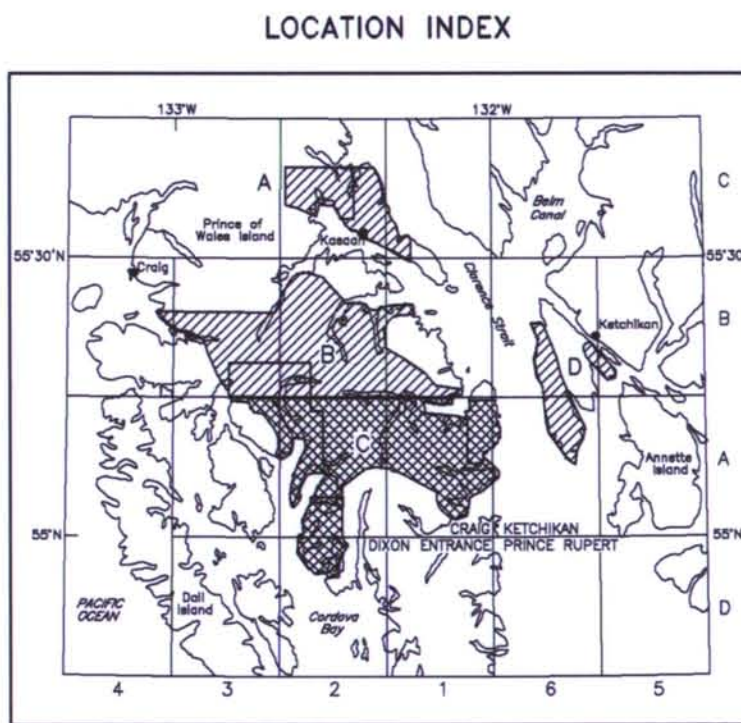 LOCATION INDEX
133°W
132°W
A
C
Behm
Canal
Prince of
Wales Island
Kasaan
55°30'N
55°30
Craig
Clarence Strait
B
Ketchikan
B
D
C
Annette
Island
A
CRAIG KETCHIKAN
55°N
55°N
DIXON ENTRANCE PRINCE RUPERT
PACIFIC
OCEAN
Dall
Island
Cordova
Bay
D
4 3 2 1 6 5